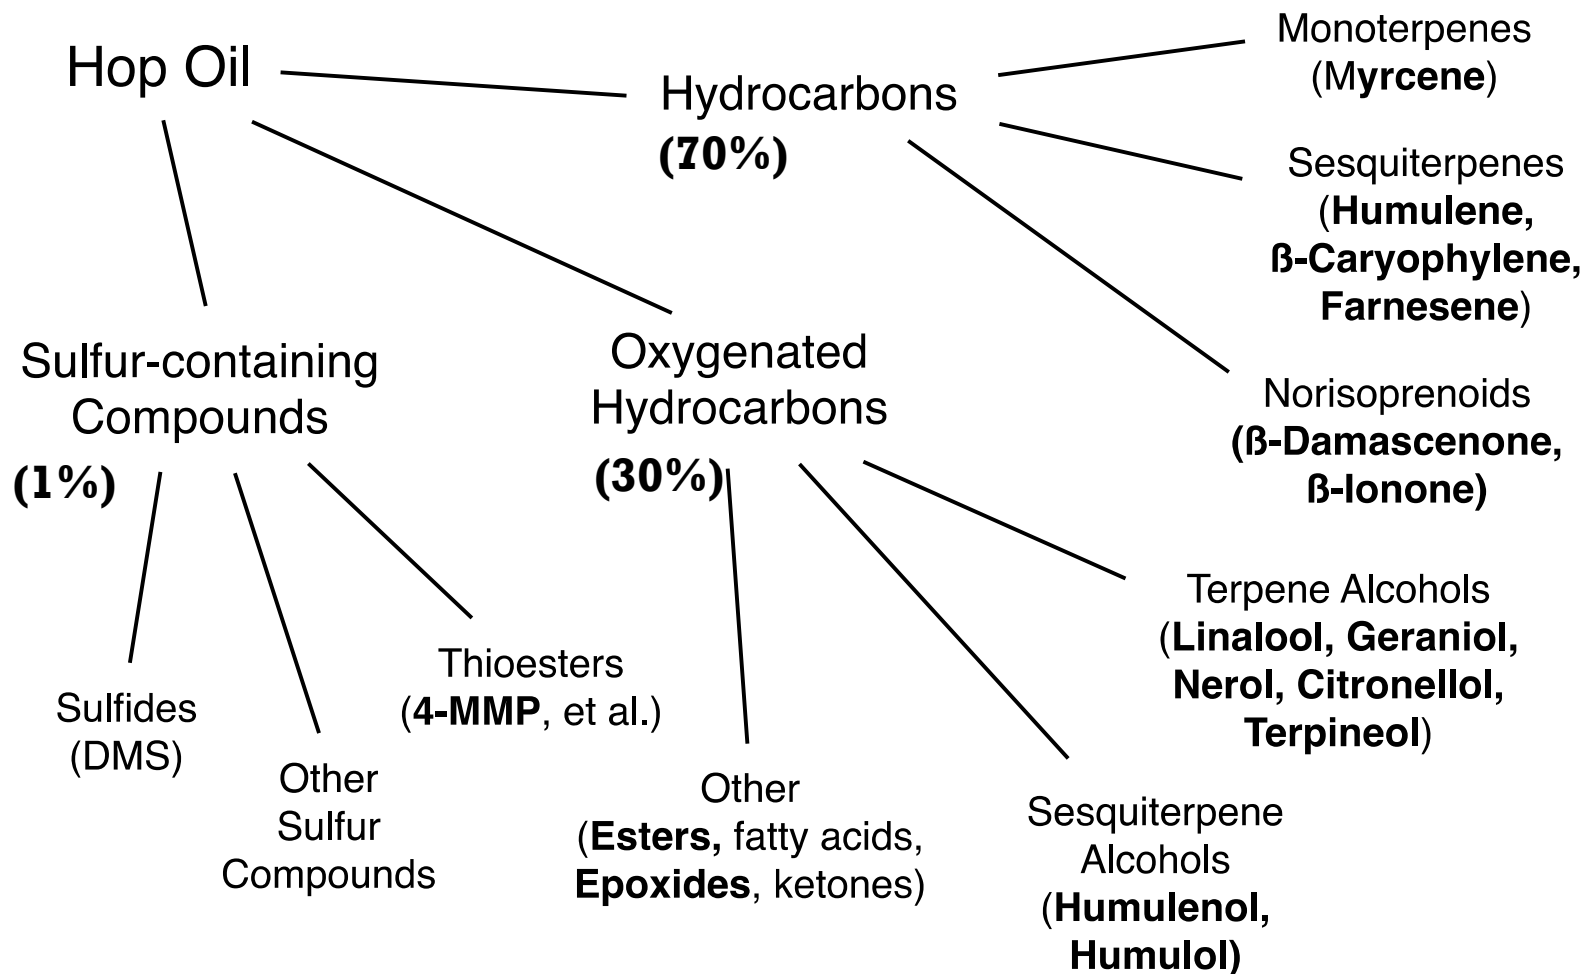 Hop Oil
Hydrocarbons
(70%)
Monoterpenes
(Myrcene)
Sesquiterpenes
(Humulene,
ß-Caryophylene,
Farnesene)
Norisoprenoids
(ß-Damascenone,
ß-Ionone)
Sulfur-containing
Compounds
(1%)
Oxygenated
Hydrocarbons
(30%)
Terpene Alcohols
(Linalool, Geraniol,
Nerol, Citronellol,
Terpineol)
Sulfides
(DMS)
Other
Sulfur
Compounds
Thioesters
(4-MMP, et al.)
Other
(Esters, fatty acids,
Epoxides, ketones)
Sesquiterpene
Alcohols
(Humulenol,
Humulol)